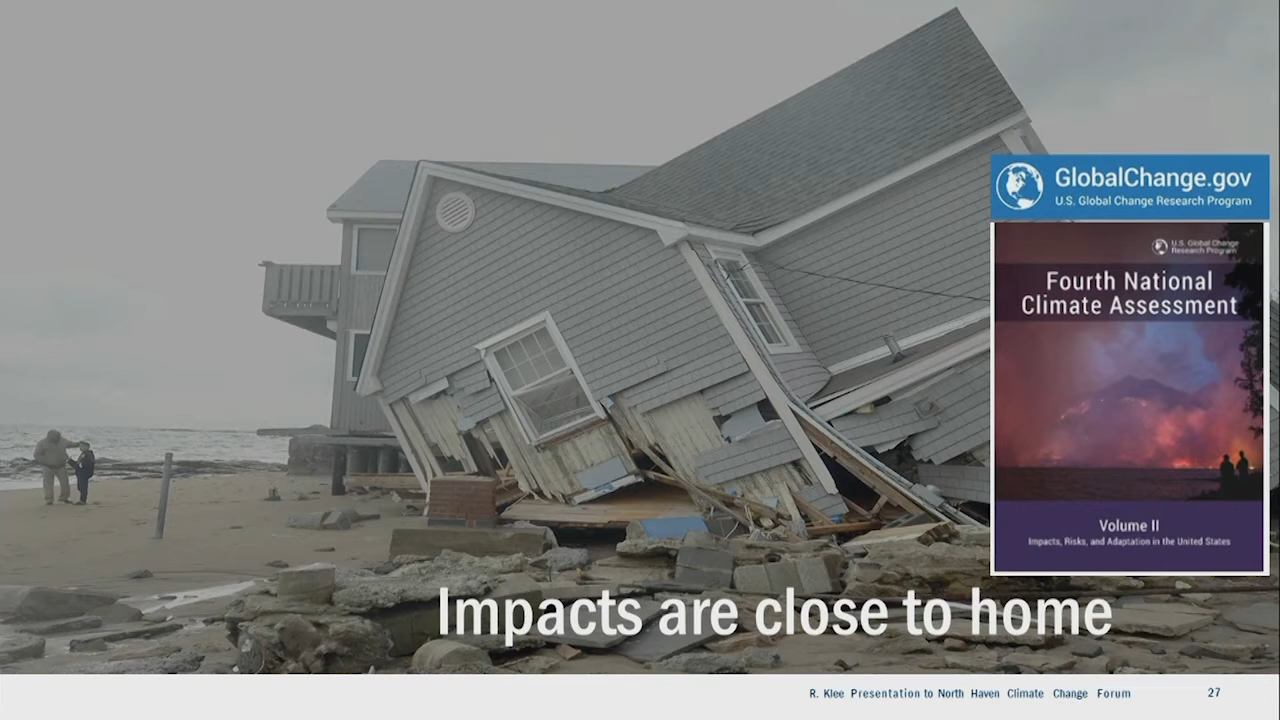 GlobalChange.gov
U.S. Global Change Research Program
U.S. Global Change
Research Program
Fourth National
Climate Assessment
Volume II
Impacts, Risks, and Adaptation in the United States
Impacts are close to home
R. Klee Presentation to North Haven Climate Change Forum
27